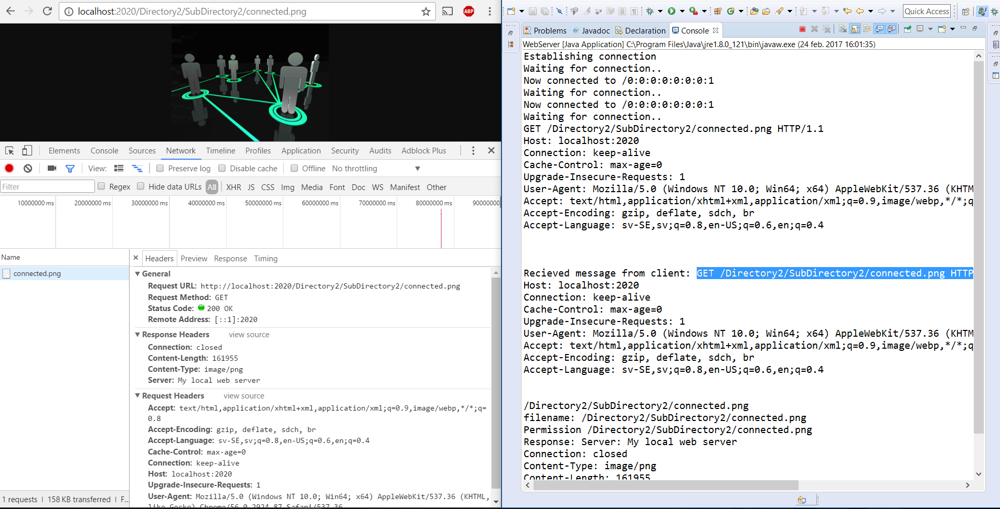 localhost:2020/Directory2/SubDirectory2/connected.png
ABP
Elements Console Sources Network Timeline Profiles Application Security Audits Adblock Plus
View: Preserve log Disable cache Offline No throttling
Filter Regex Hide data URLs All XHR JS CSS Img Media Font Doc WS Manifest Other
10000000 ms 20000000 ms 30000000 ms 40000000 ms 50000000 ms 60000000 ms 70000000 ms 80000000 ms 90000000
Name
connected.png
Headers Preview Response Timing
General
Request URL: http://localhost:2020/Directory2/SubDirectory2/connected.png
Request Method: GET
Status Code: 200 OK
Remote Address: [::1]:2020
Response Headers view source
Connection: closed
Content-Length: 161955
Content-Type: image/png
Server: My local web server
Request Headers view source
Accept: text/html,application/xhtml+xml,application/xml;q=0.9,image/webp,*/*;q=
0.8
Accept-Encoding: gzip, deflate, sdch, br
Accept-Language: sv-SE,sv;q=0.8,en-US;q=0.6,en;q=0.4
Cache-Control: max-age=0
Connection: keep-alive
Host: localhost:2020
Upgrade-Insecure-Requests: 1
User-Agent: Mozilla/5.0 (Windows NT 10.0; Win64; x64) AppleWebKit/537.36 (KHTML,
like Gecko) Chrome/56.0.2924.87 Safari/537.36
1 requests | 158 KB transferred | F...
Quick Access
Problems @ Javadoc Declaration Console
WebServer [Java Application] C:\Program Files\Java\jre1.8.0_121\bin\javaw.exe (24 feb. 2017 16:01:35)
Establishing connection
Waiting for connection..
Now connected to /0:0:0:0:0:0:0:1
Waiting for connection..
Now connected to /0:0:0:0:0:0:0:1
Waiting for connection..
GET /Directory2/SubDirectory2/connected.png HTTP/1.1
Host: localhost:2020
Connection: keep-alive
Cache-Control: max-age=0
Upgrade-Insecure-Requests: 1
User-Agent: Mozilla/5.0 (Windows NT 10.0; Win64; x64) AppleWebKit/537.36 (KHTM
Accept: text/html,application/xhtml+xml,application/xml;q=0.9,image/webp,*/*;q
Accept-Encoding: gzip, deflate, sdch, br
Accept-Language: sv-SE,sv;q=0.8,en-US;q=0.6,en;q=0.4
Recieved message from client: GET /Directory2/SubDirectory2/connected.png HTTP
Host: localhost:2020
Connection: keep-alive
Cache-Control: max-age=0
Upgrade-Insecure-Requests: 1
User-Agent: Mozilla/5.0 (Windows NT 10.0; Win64; x64) AppleWebKit/537.36 (KHTM
Accept: text/html,application/xhtml+xml,application/xml;q=0.9,image/webp,*/*;q
Accept-Encoding: gzip, deflate, sdch, br
Accept-Language: sv-SE,sv;q=0.8,en-US;q=0.6,en;q=0.4
/Directory2/SubDirectory2/connected.png
filename: /Directory2/SubDirectory2/connected.png
Permission /Directory2/SubDirectory2/connected.png
Response: Server: My local web server
Connection: closed
Content-Type: image/png
Content-Length: 161955